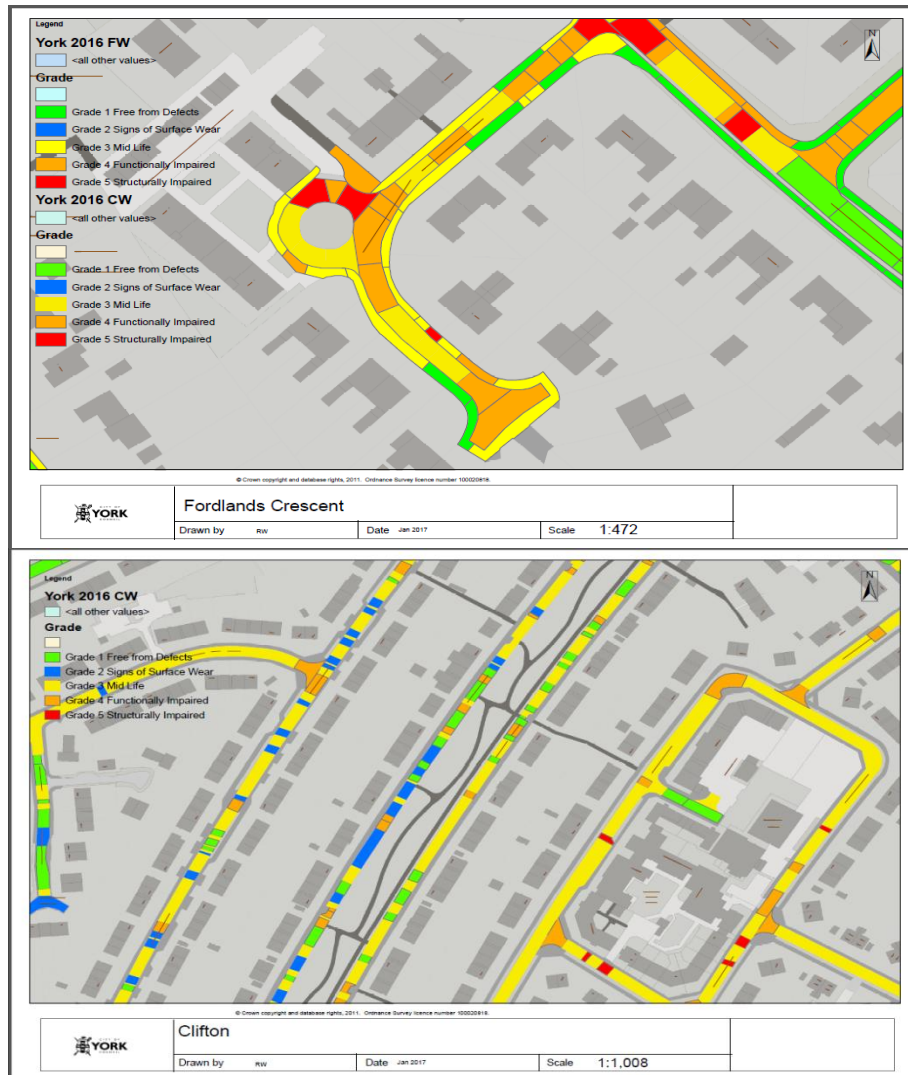 Legend
N
York 2016 FW
<all other values>
Grade
Grade 1 Free from Defects
Grade 2 Signs of Surface Wear
Grade 3 Mid Life
Grade 4 Functionally Impaired
Grade 5 Structurally Impaired
York 2016 CW
<all other values>
Grade
Grade 1 Free from Defects
Grade 2 Signs of Surface Wear
Grade 3 Mid Life
Grade 4 Functionally Impaired
Grade 5 Structurally Impaired
© Crown copyright and database rights, 2011. Ordnance Survey licence number 100020818.
CITY OF
YORK
COUNCIL
Fordlands Crescent
Drawn by RW Date Jan 2017 Scale 1:472
Legend
N
York 2016 CW
<all other values>
Grade
Grade 1 Free from Defects
Grade 2 Signs of Surface Wear
Grade 3 Mid Life
Grade 4 Functionally Impaired
Grade 5 Structurally Impaired
© Crown copyright and database rights, 2011. Ordnance Survey licence number 100020818.
CITY OF
YORK
COUNCIL
Clifton
Drawn by RW Date Jan 2017 Scale 1:1,008